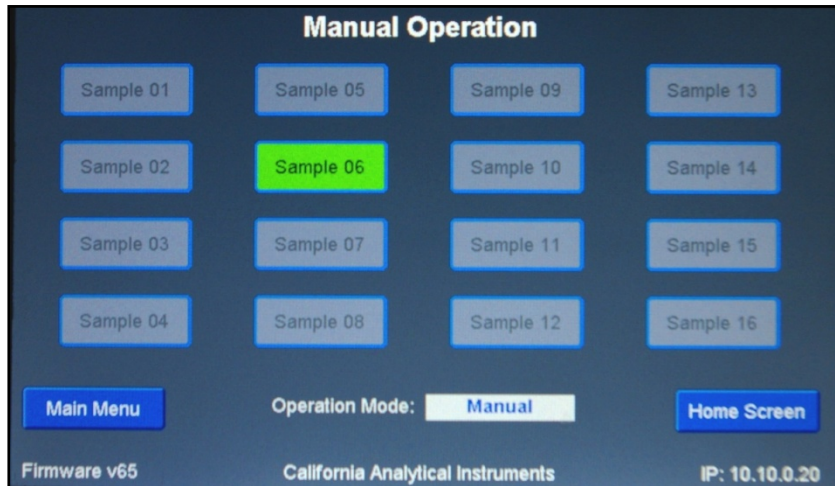 Manual Operation
Sample 01 Sample 05 Sample 09 Sample 13
Sample 02 Sample 06 Sample 10 Sample 14
Sample 03 Sample 07 Sample 11 Sample 15
Sample 04 Sample 08 Sample 12 Sample 16
Main Menu Operation Mode: Manual Home Screen
Firmware v65 California Analytical Instruments IP: 10.10.0.20